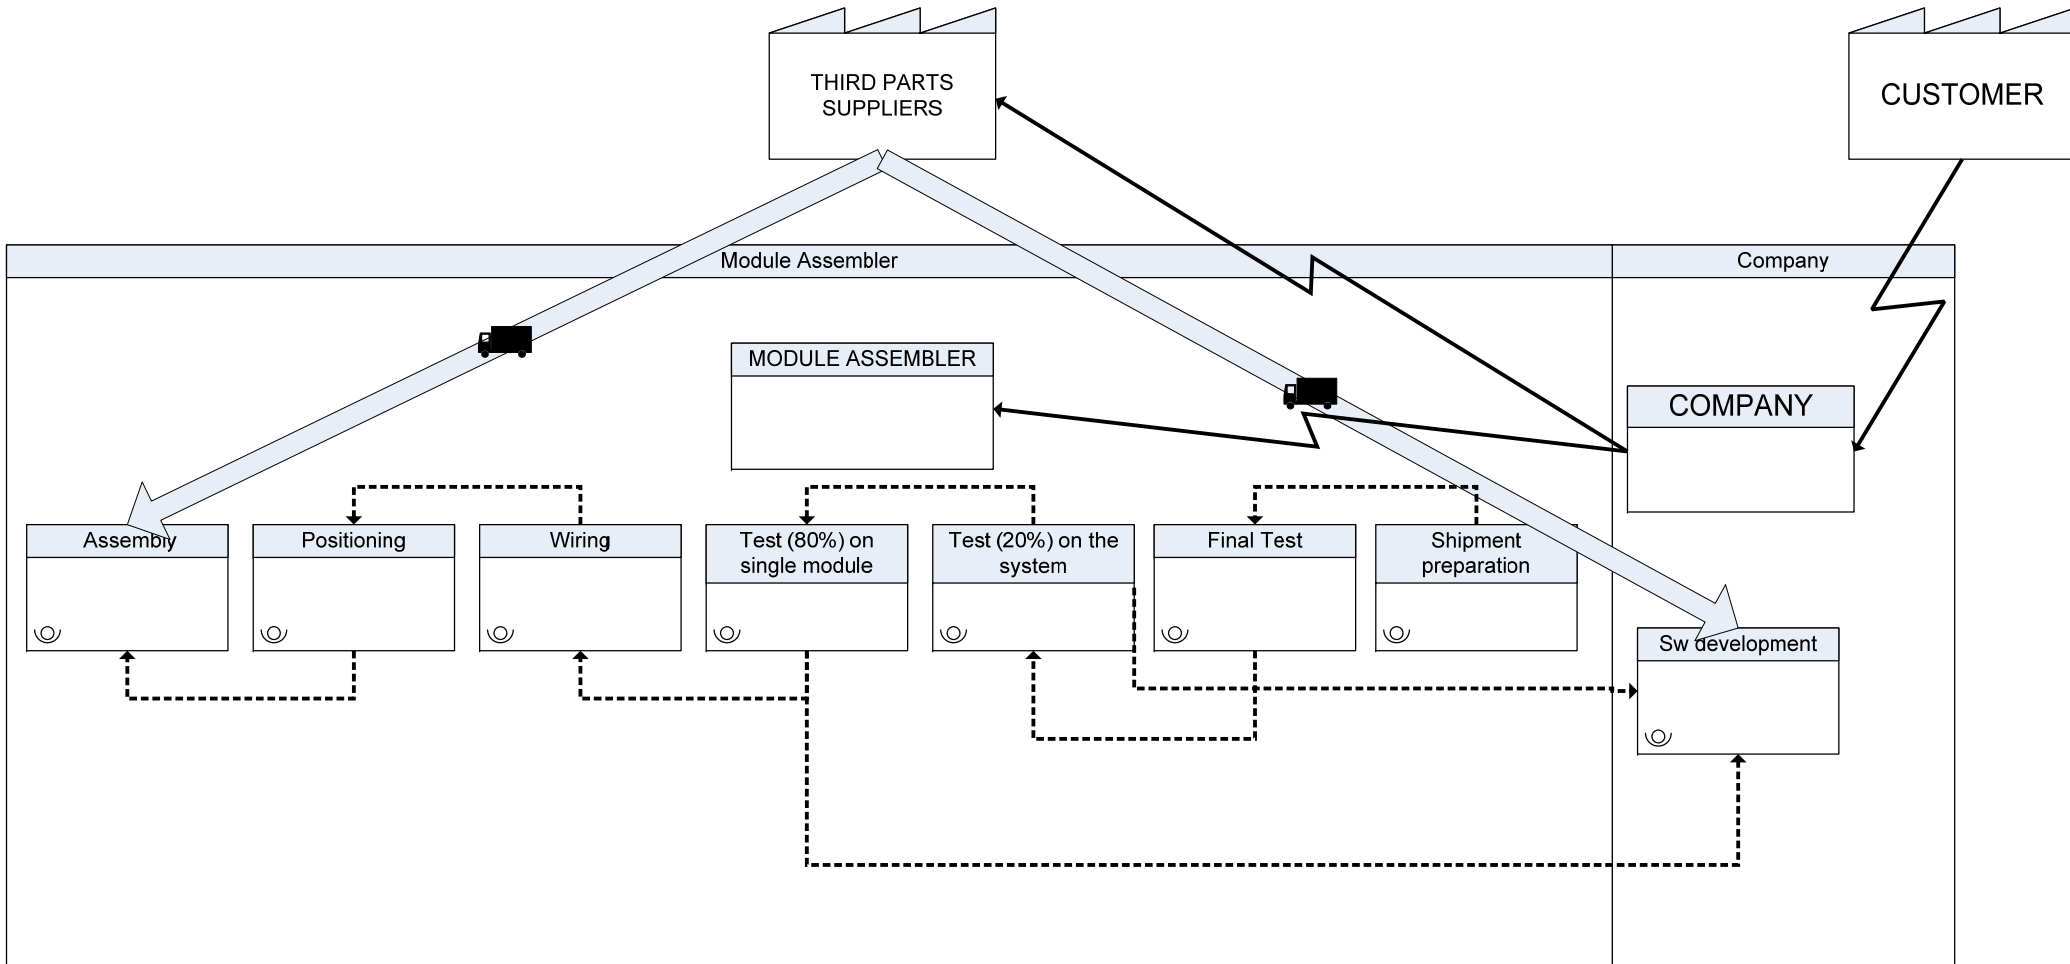 THIRD PARTS
SUPPLIERS
CUSTOMER
Module Assembler
Company
MODULE ASSEMBLER
COMPANY
Assembly
Positioning
Wiring
Test (80%) on
single module
Test (20%) on the
system
Final Test
Shipment
preparation
Sw development